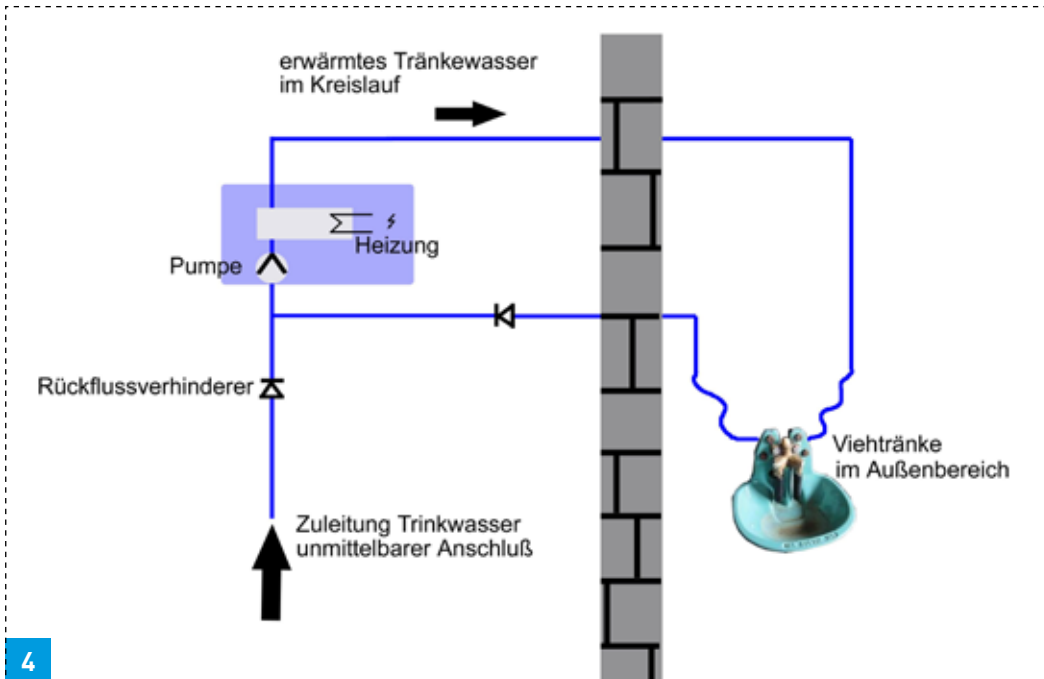 erwärmtes Tränkewasser
im Kreislauf
Heizung
Pumpe
Rückflussverhinderer
Viehtränke
im Außenbereich
Zuleitung Trinkwasser
unmittelbarer Anschluß
4